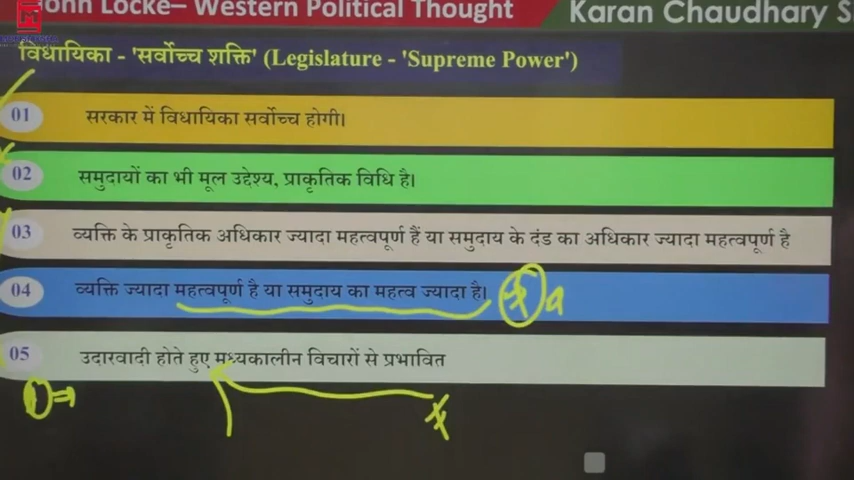 John Locke– Western Political Thought
Karan Chaudhary S
विधायिका - 'सर्वोच्च शक्ति' (Legislature - 'Supreme Power')
01 सरकार में विधायिका सर्वोच्च होगी।
02 समुदायों का भी मूल उद्देश्य, प्राकृतिक विधि है।
03 व्यक्ति के प्राकृतिक अधिकार ज्यादा महत्वपूर्ण हैं या समुदाय के दंड का अधिकार ज्यादा महत्वपूर्ण है
04 व्यक्ति ज्यादा महत्वपूर्ण है या समुदाय का महत्व ज्यादा है।
05 उदारवादी होते हुए मध्यकालीन विचारों से प्रभावित